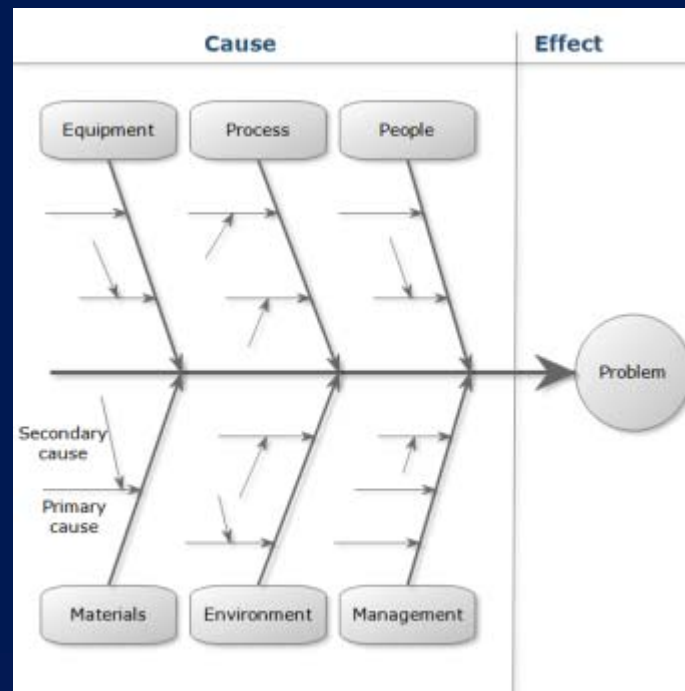 Cause
Effect
Equipment
Process
People
Problem
Secondary
cause
Primary
cause
Materials
Environment
Management